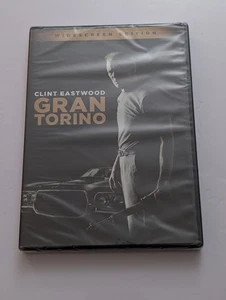 WIDESCREEN EDITION
CLINT EASTWOOD
GRAN
TORINO